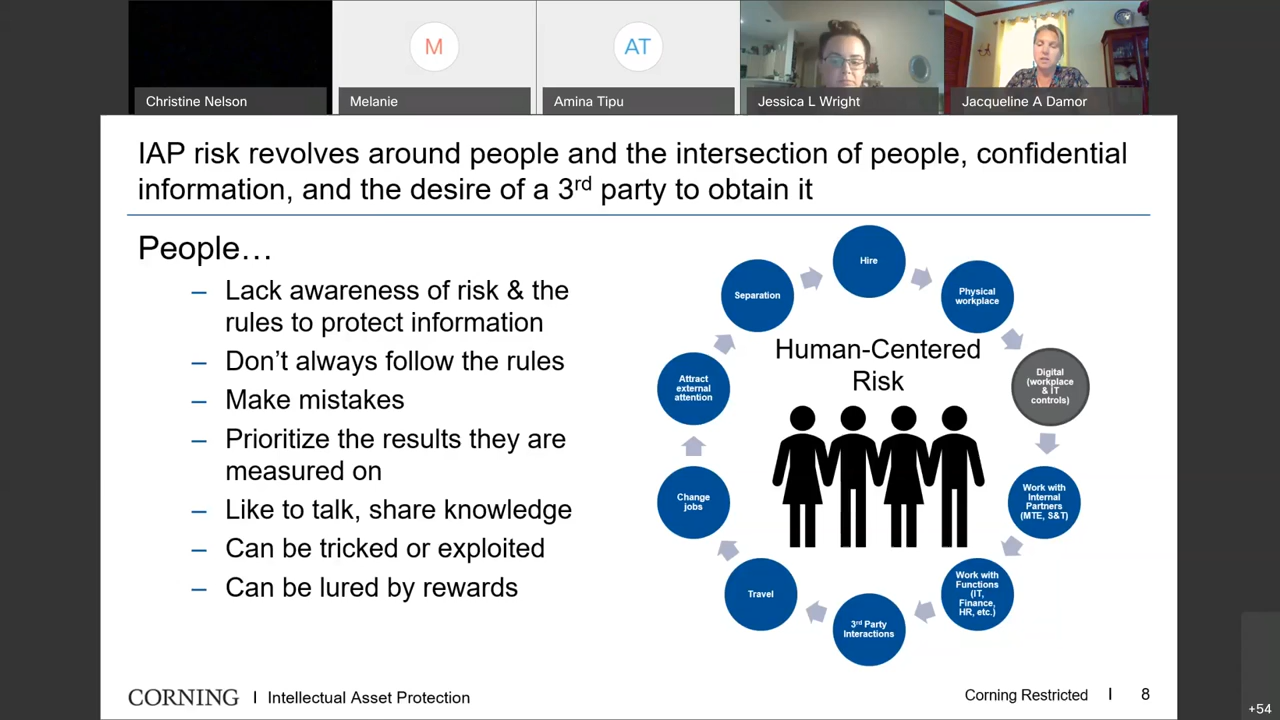 M
AT
Christine Nelson
Melanie
Amina Tipu
Jessica L Wright
Jacqueline A Damor
IAP risk revolves around people and the intersection of people, confidential
information, and the desire of a 3rd party to obtain it
People…
– Lack awareness of risk & the
rules to protect information
– Don’t always follow the rules
– Make mistakes
– Prioritize the results they are
measured on
– Like to talk, share knowledge
– Can be tricked or exploited
– Can be lured by rewards
Human-Centered
Risk
Hire
Physical
workplace
Digital
(workplace
& IT
controls)
Work with
Internal
Partners
(MTE, S&T)
Work with
Functions
(IT,
Finance,
HR, etc.)
3rd Party
Interactions
Travel
Change
jobs
Attract
external
attention
Separation
CORNING | Intellectual Asset Protection
Corning Restricted | 8
+54